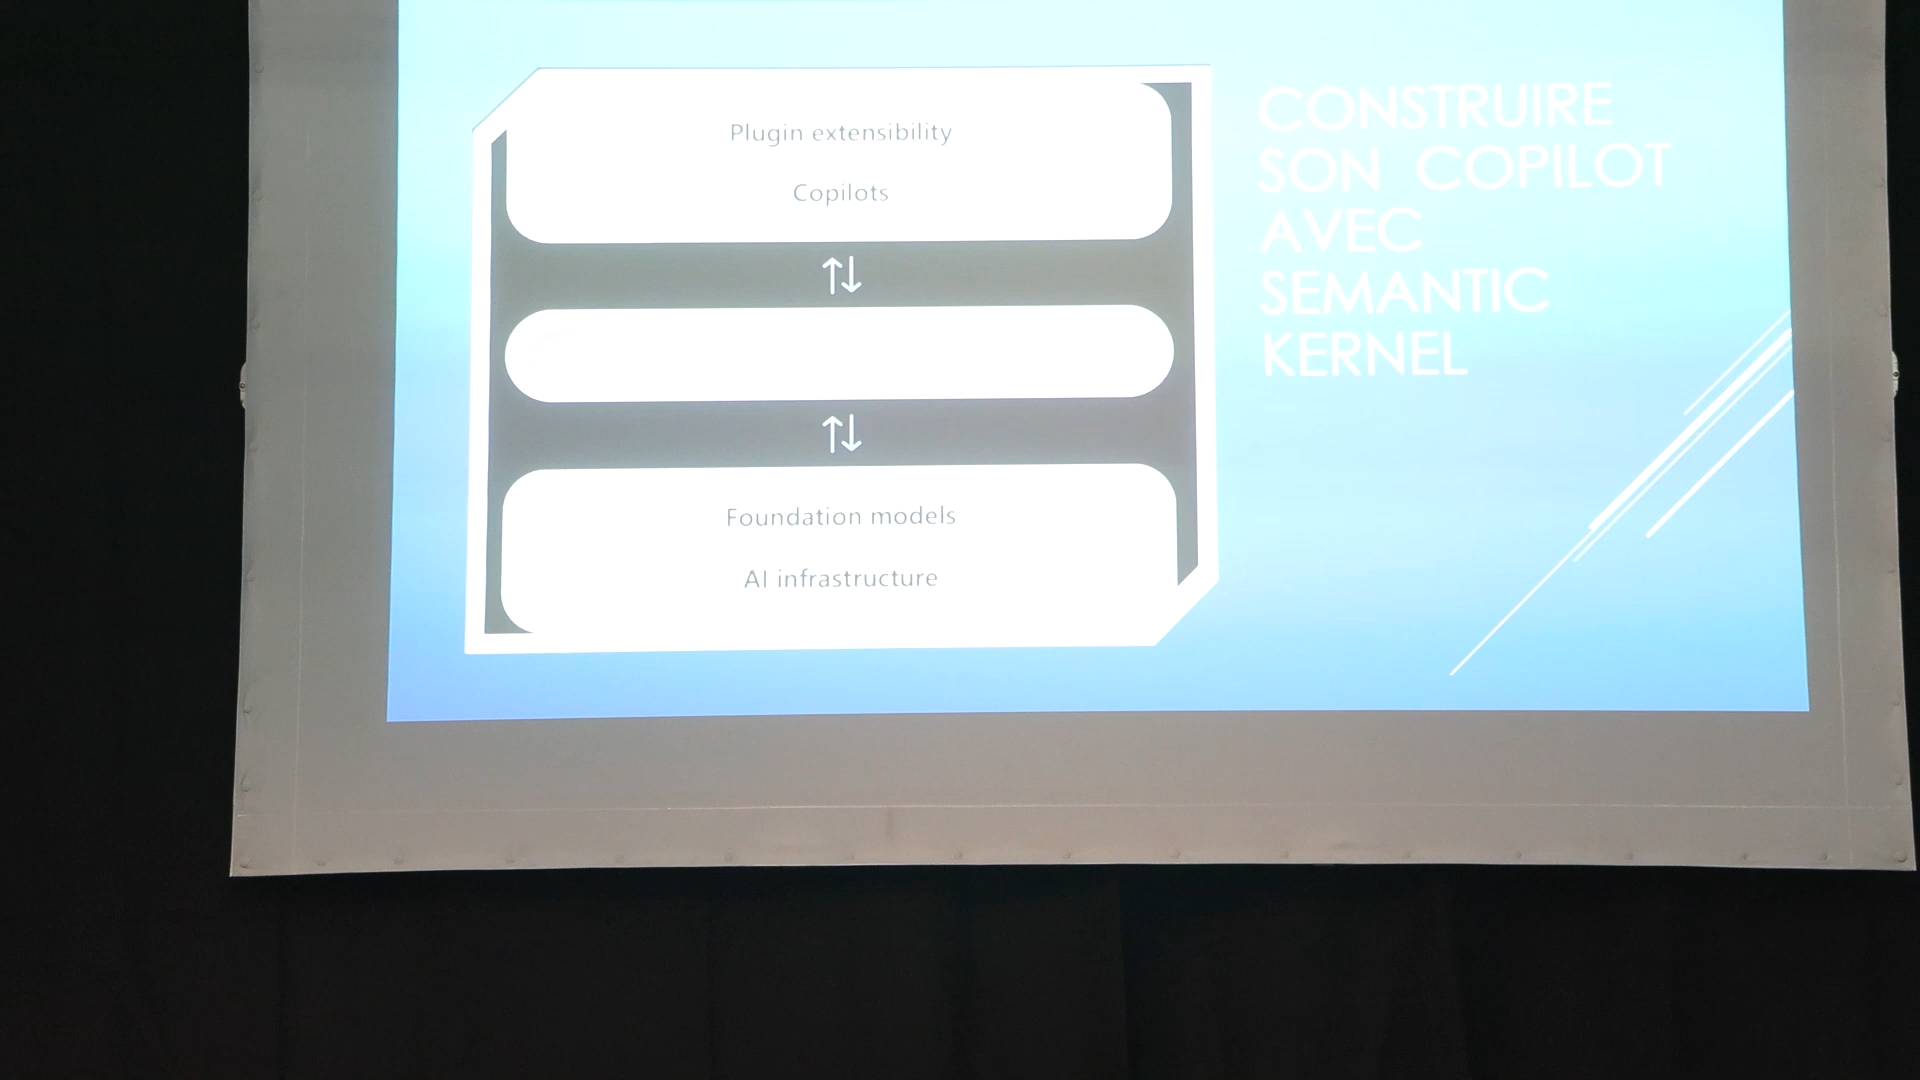 Plugin extensibility
Copilots
Foundation models
AI infrastructure
CONSTRUIRE
SON COPILOT
AVEC
SEMANTIC
KERNEL